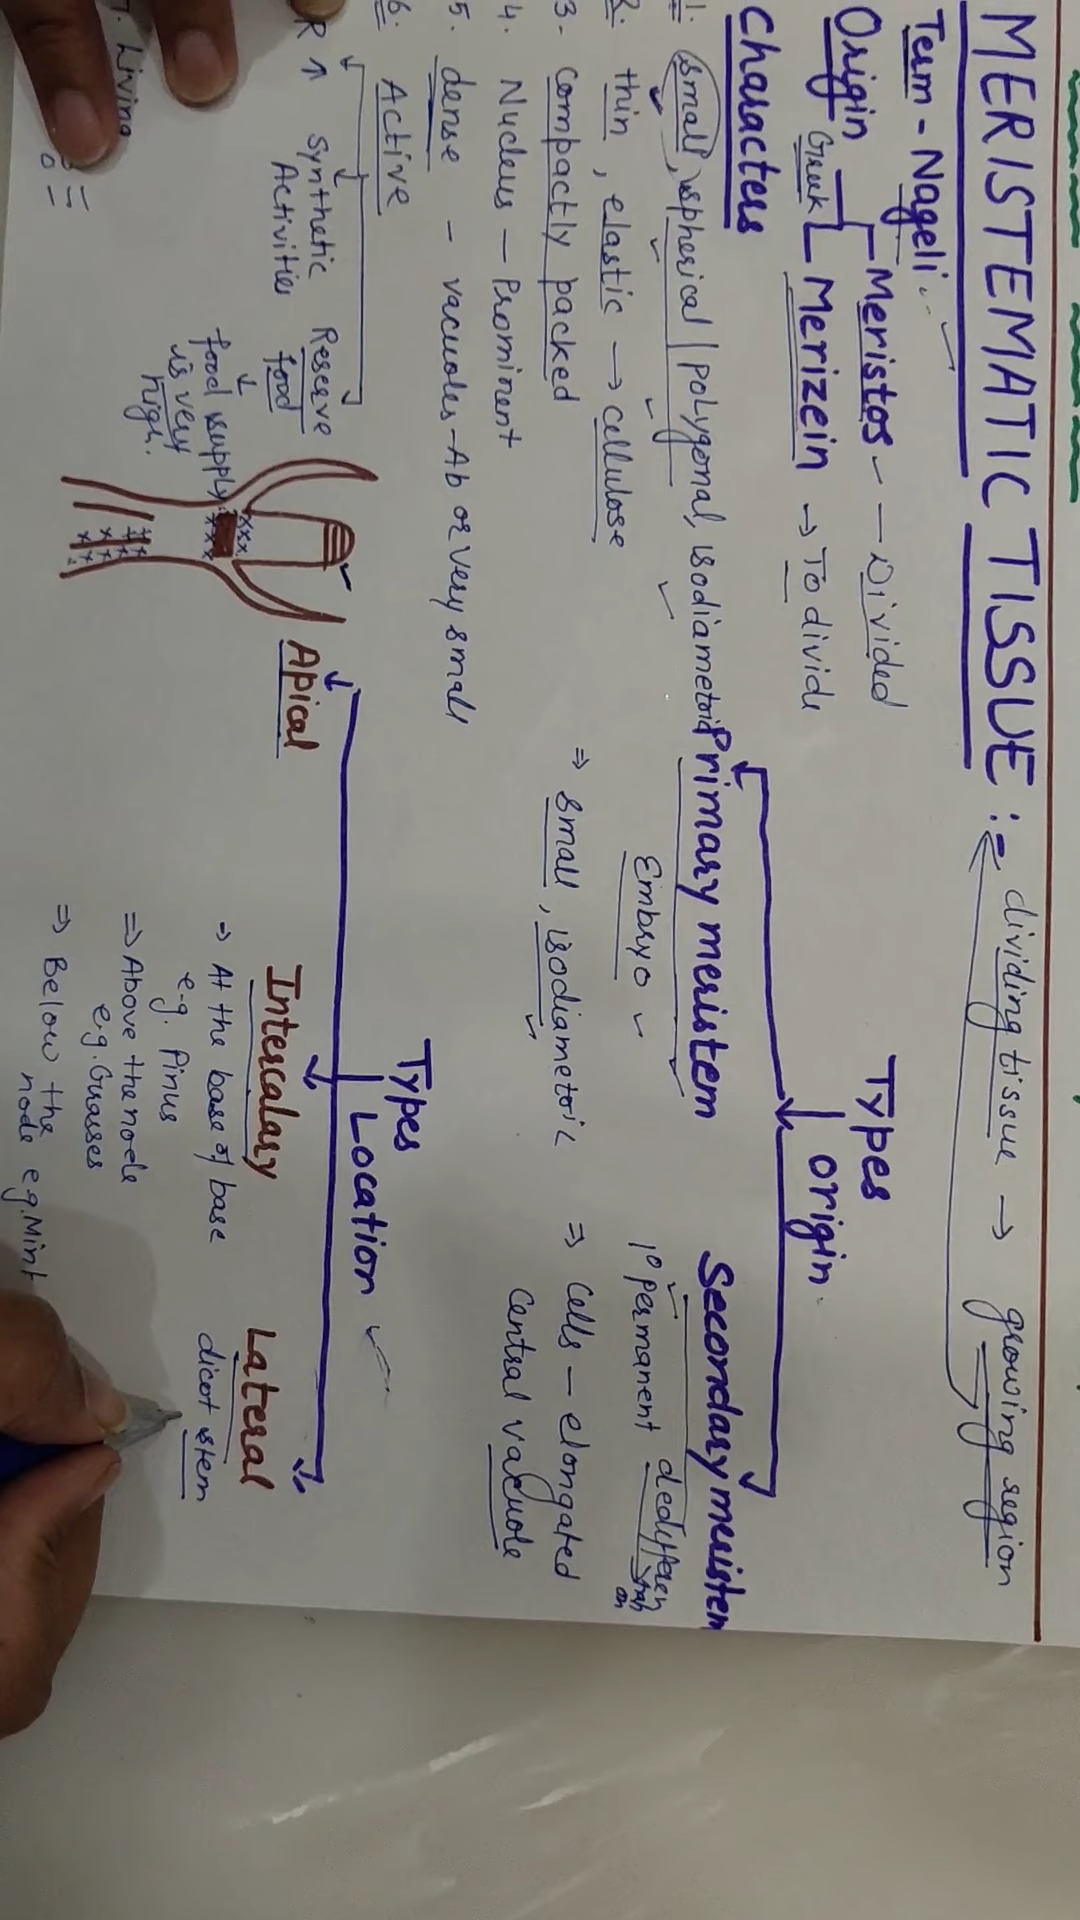 MERISTEMATIC TISSUE := dividing tissue → growing region
Term - Nageli
Origin Meristos - - Divided
Greek Merizein → To divide
Characters
1. small, spherical / polygonal, isodiametric
2. thin, elastic → cellulose
3- compactly packed
4. Nucleus - Prominent
5. dense - vacuoles - Ab or very small
6. Active
R ↑ Synthetic Activities Reserve food
food supply is very high.
7. Living
Types
Origin
Primary meristem
Embryo
⇒ small, isodiametric
Secondary meristem
1° permanent
⇒ Cells - elongated
Central vacuole
Types
Location
Apical
Intercalary
→ At the base of base
e.g. Pinus
⇒ Above the node
e.g. Grasses
⇒ Below the
node e.g. Mint
Lateral
dicot stem